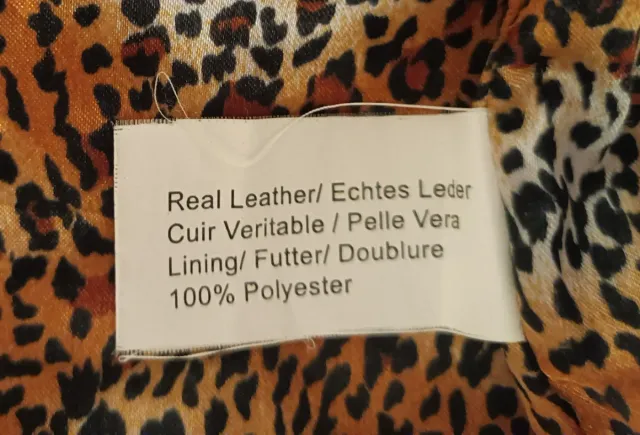 Real Leather/ Echtes Leder
Cuir Veritable / Pelle Vera
Lining/ Futter/ Doublure
100% Polyester